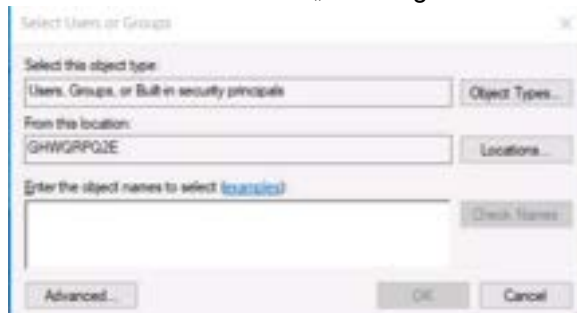 Select Users or Groups
Select this object type:
Users, Groups, or Built-in security principals
Object Types...
From this location:
GHWGRPG2E
Locations...
Enter the object names to select (examples):
Check Names
Advanced...
OK
Cancel